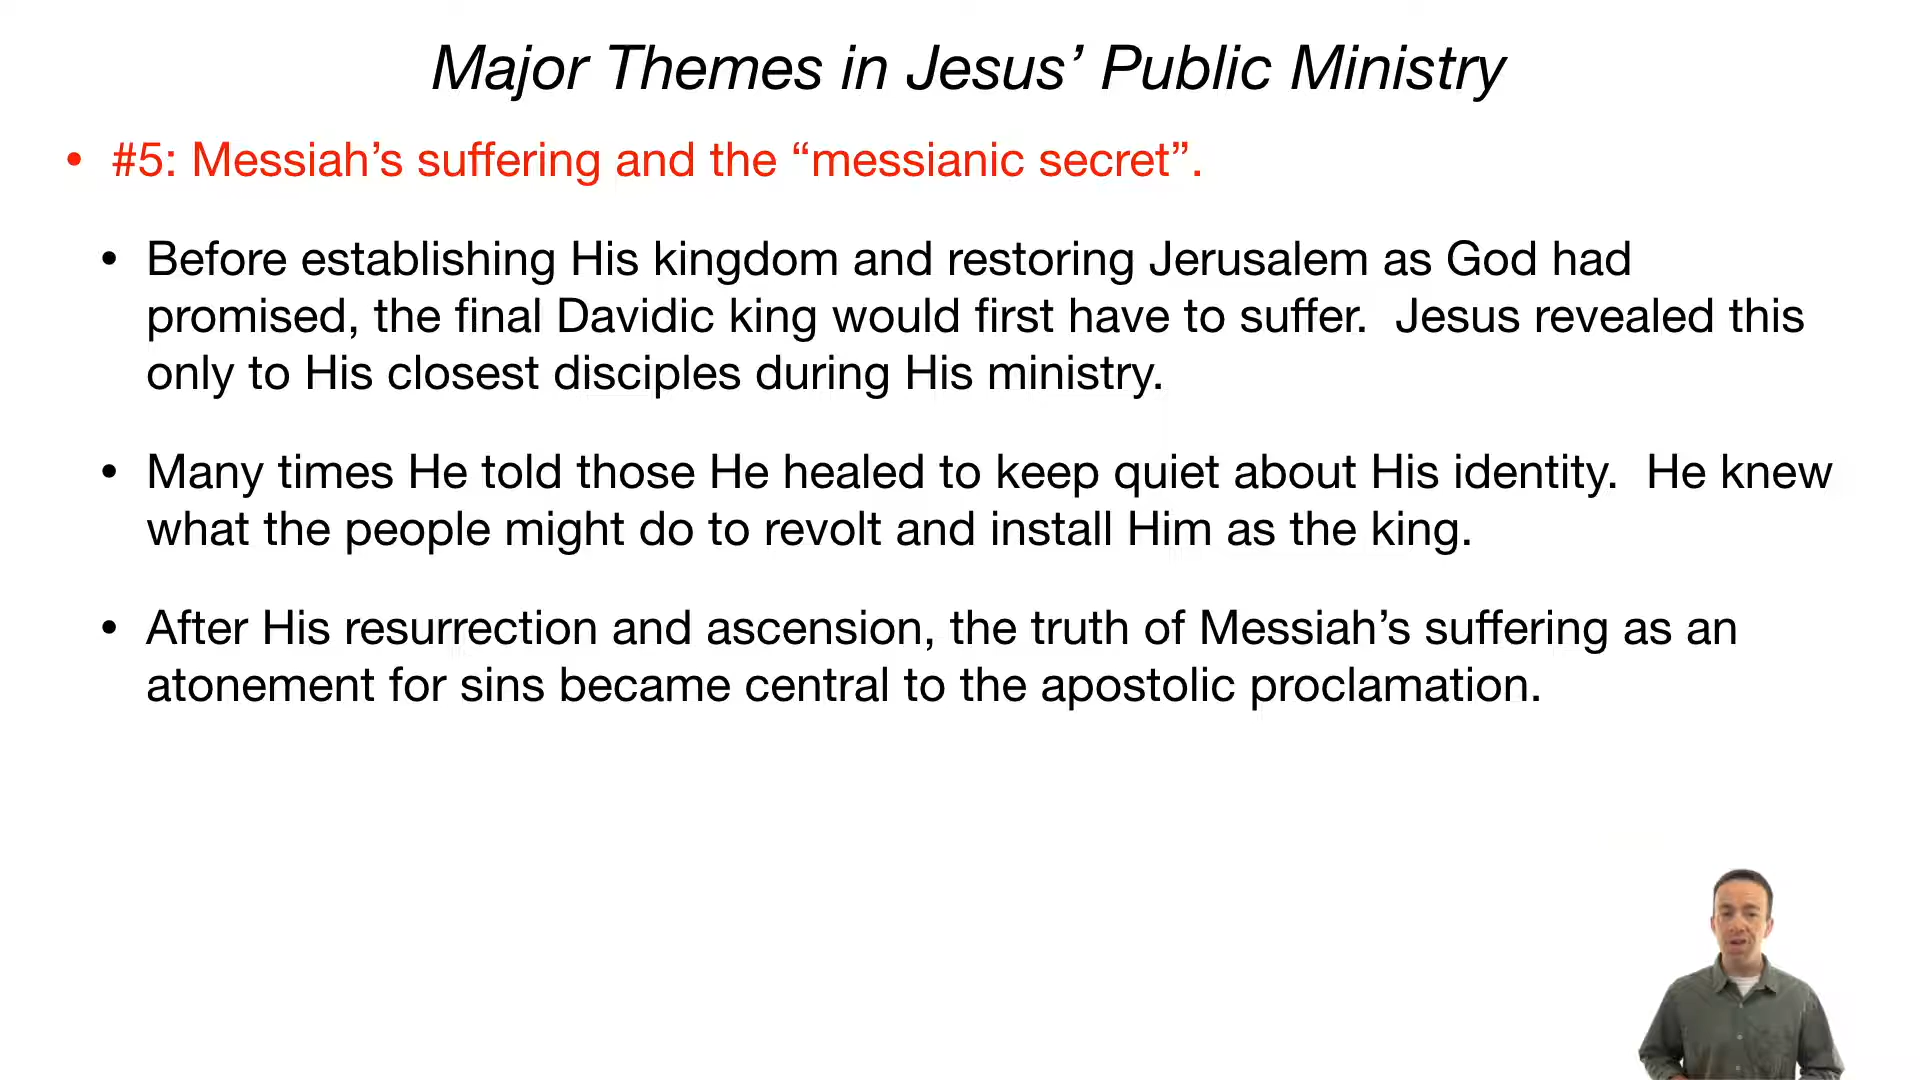 Major Themes in Jesus’ Public Ministry
• #5: Messiah’s suffering and the “messianic secret”.
• Before establishing His kingdom and restoring Jerusalem as God had
promised, the final Davidic king would first have to suffer.  Jesus revealed this
only to His closest disciples during His ministry.
• Many times He told those He healed to keep quiet about His identity.  He knew
what the people might do to revolt and install Him as the king.
• After His resurrection and ascension, the truth of Messiah’s suffering as an
atonement for sins became central to the apostolic proclamation.